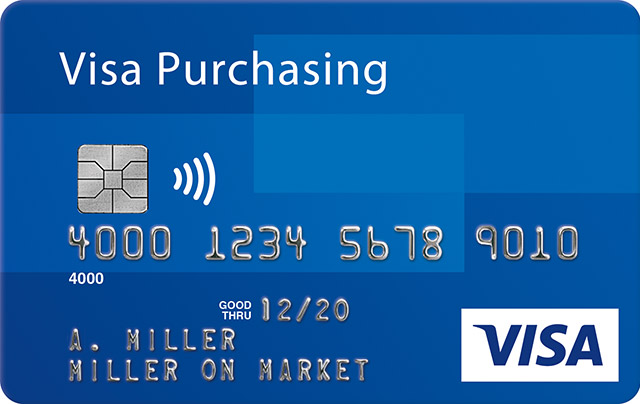 Visa Purchasing
4000 1234 5678 9010
4000
GOOD THRU 12/20
A. MILLER
MILLER ON MARKET
VISA